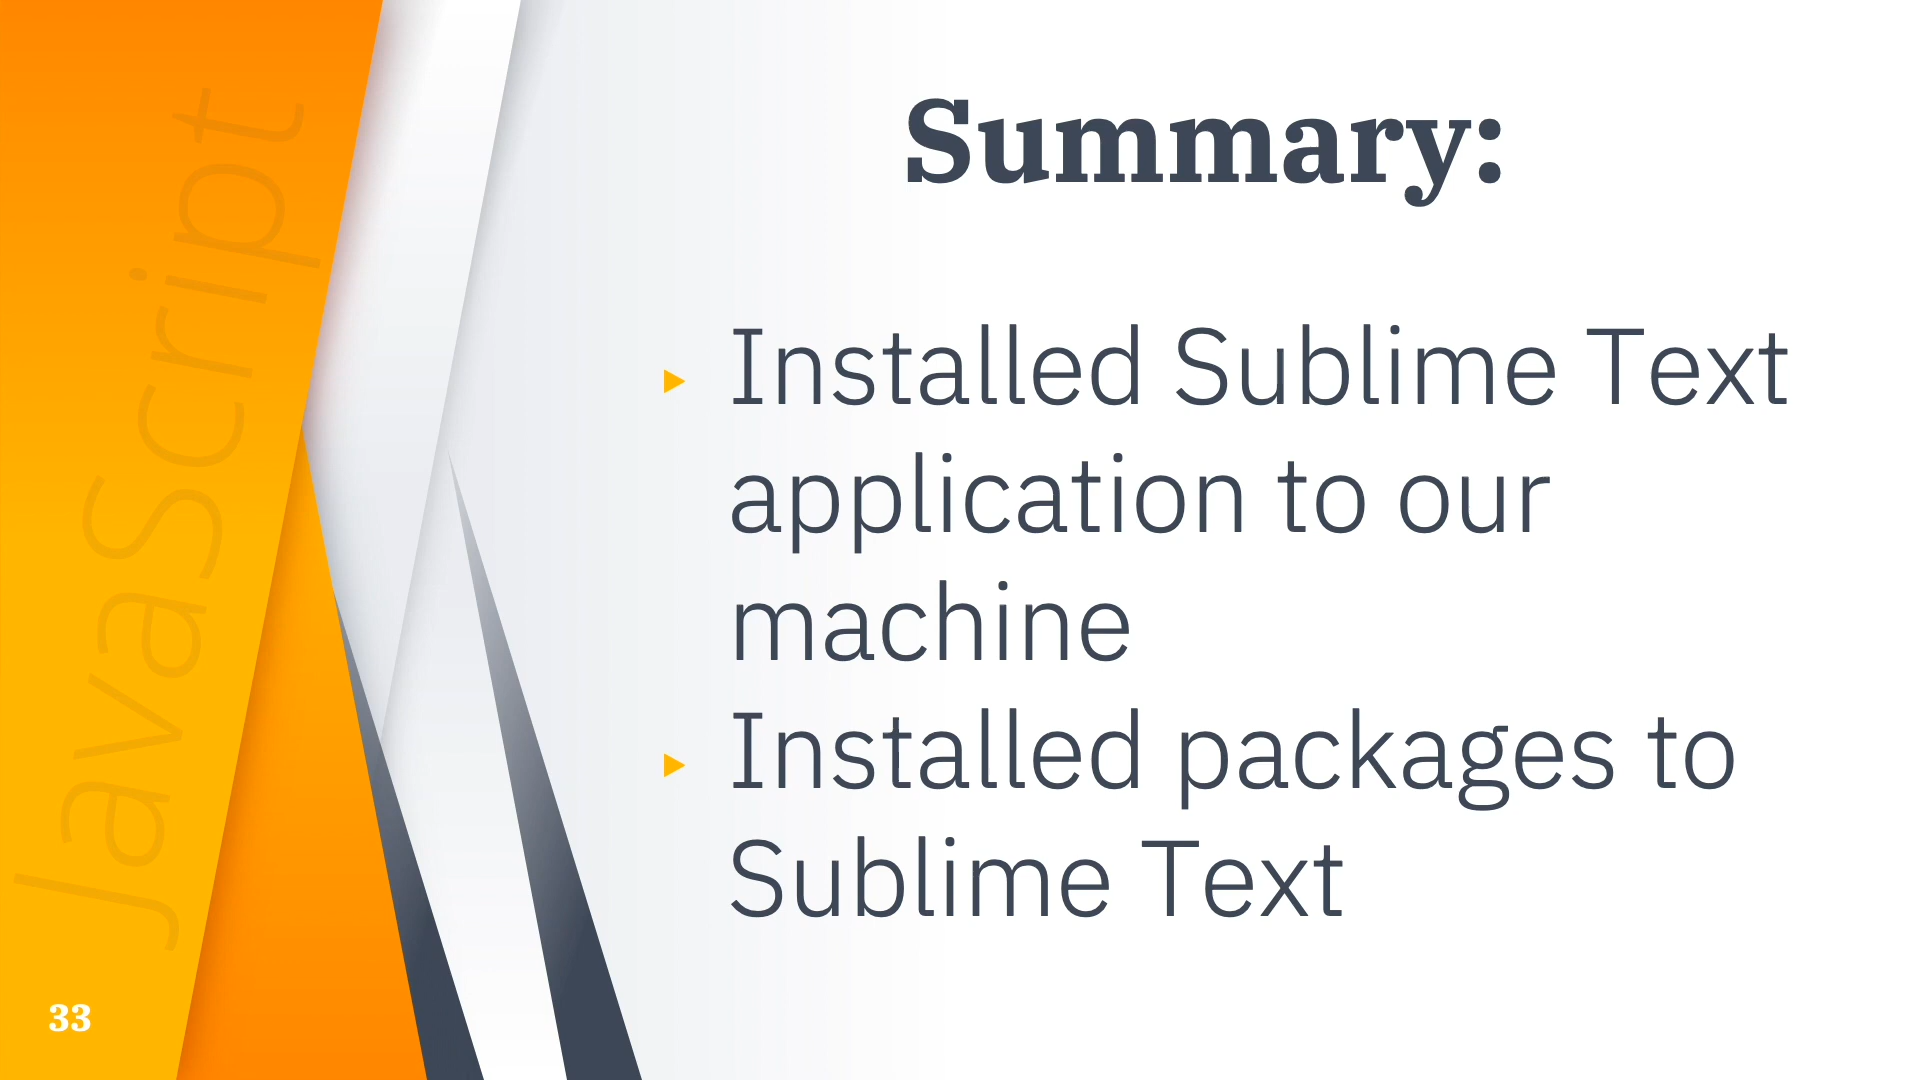 JavaScript
Summary:
Installed Sublime Text
application to our
machine
Installed packages to
Sublime Text
33